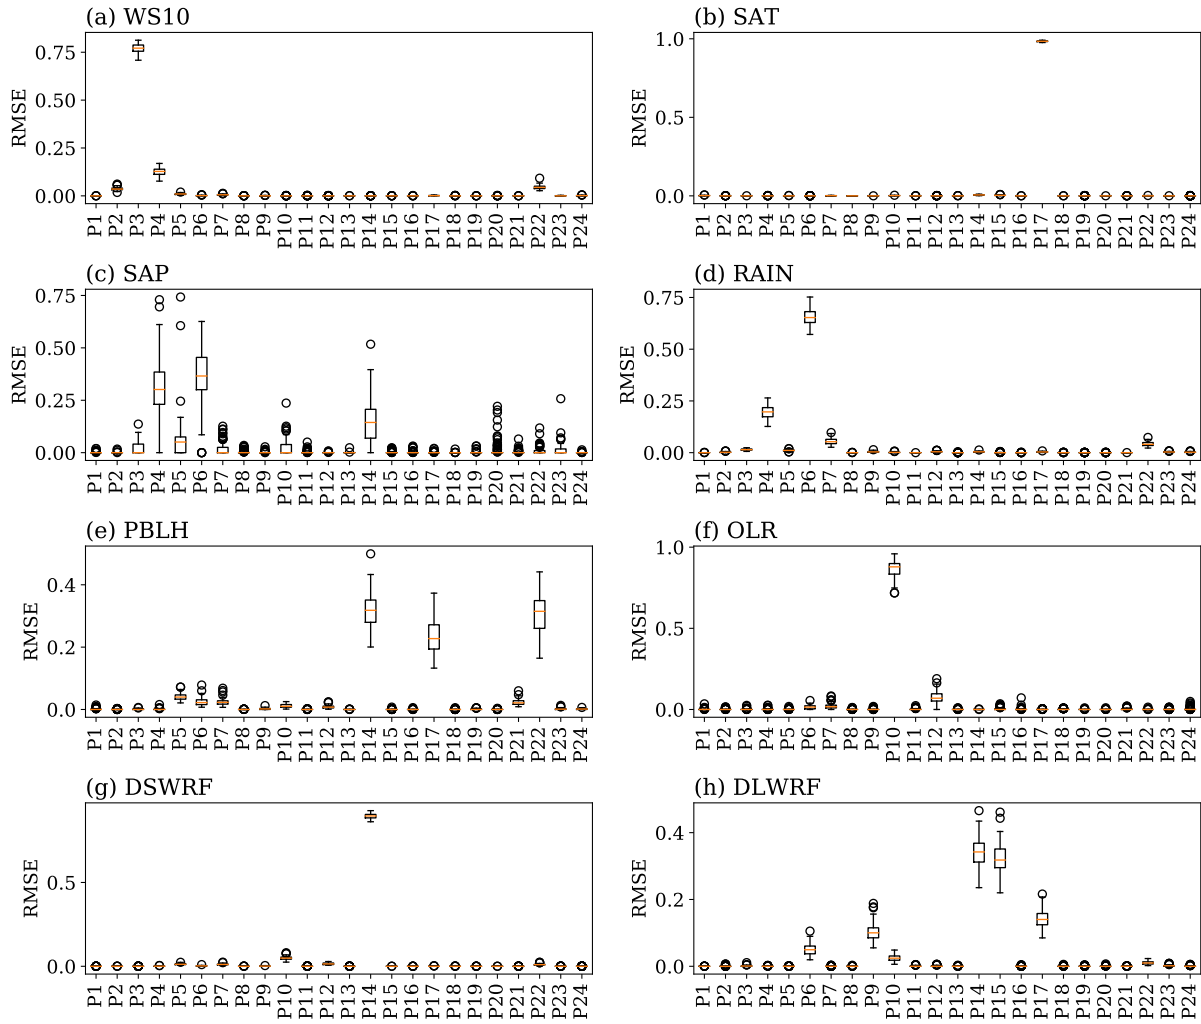 (a) WS10
RMSE
0.75
0.50
0.25
0.00
P1 P2 P3 P4 P5 P6 P7 P8 P9 P10 P11 P12 P13 P14 P15 P16 P17 P18 P19 P20 P21 P22 P23 P24
(b) SAT
RMSE
1.0
0.5
0.0
P1 P2 P3 P4 P5 P6 P7 P8 P9 P10 P11 P12 P13 P14 P15 P16 P17 P18 P19 P20 P21 P22 P23 P24
(c) SAP
RMSE
0.75
0.50
0.25
0.00
P1 P2 P3 P4 P5 P6 P7 P8 P9 P10 P11 P12 P13 P14 P15 P16 P17 P18 P19 P20 P21 P22 P23 P24
(d) RAIN
RMSE
0.75
0.50
0.25
0.00
P1 P2 P3 P4 P5 P6 P7 P8 P9 P10 P11 P12 P13 P14 P15 P16 P17 P18 P19 P20 P21 P22 P23 P24
(e) PBLH
RMSE
0.4
0.2
0.0
P1 P2 P3 P4 P5 P6 P7 P8 P9 P10 P11 P12 P13 P14 P15 P16 P17 P18 P19 P20 P21 P22 P23 P24
(f) OLR
RMSE
1.0
0.5
0.0
P1 P2 P3 P4 P5 P6 P7 P8 P9 P10 P11 P12 P13 P14 P15 P16 P17 P18 P19 P20 P21 P22 P23 P24
(g) DSWRF
RMSE
0.5
0.0
P1 P2 P3 P4 P5 P6 P7 P8 P9 P10 P11 P12 P13 P14 P15 P16 P17 P18 P19 P20 P21 P22 P23 P24
(h) DLWRF
RMSE
0.4
0.2
0.0
P1 P2 P3 P4 P5 P6 P7 P8 P9 P10 P11 P12 P13 P14 P15 P16 P17 P18 P19 P20 P21 P22 P23 P24